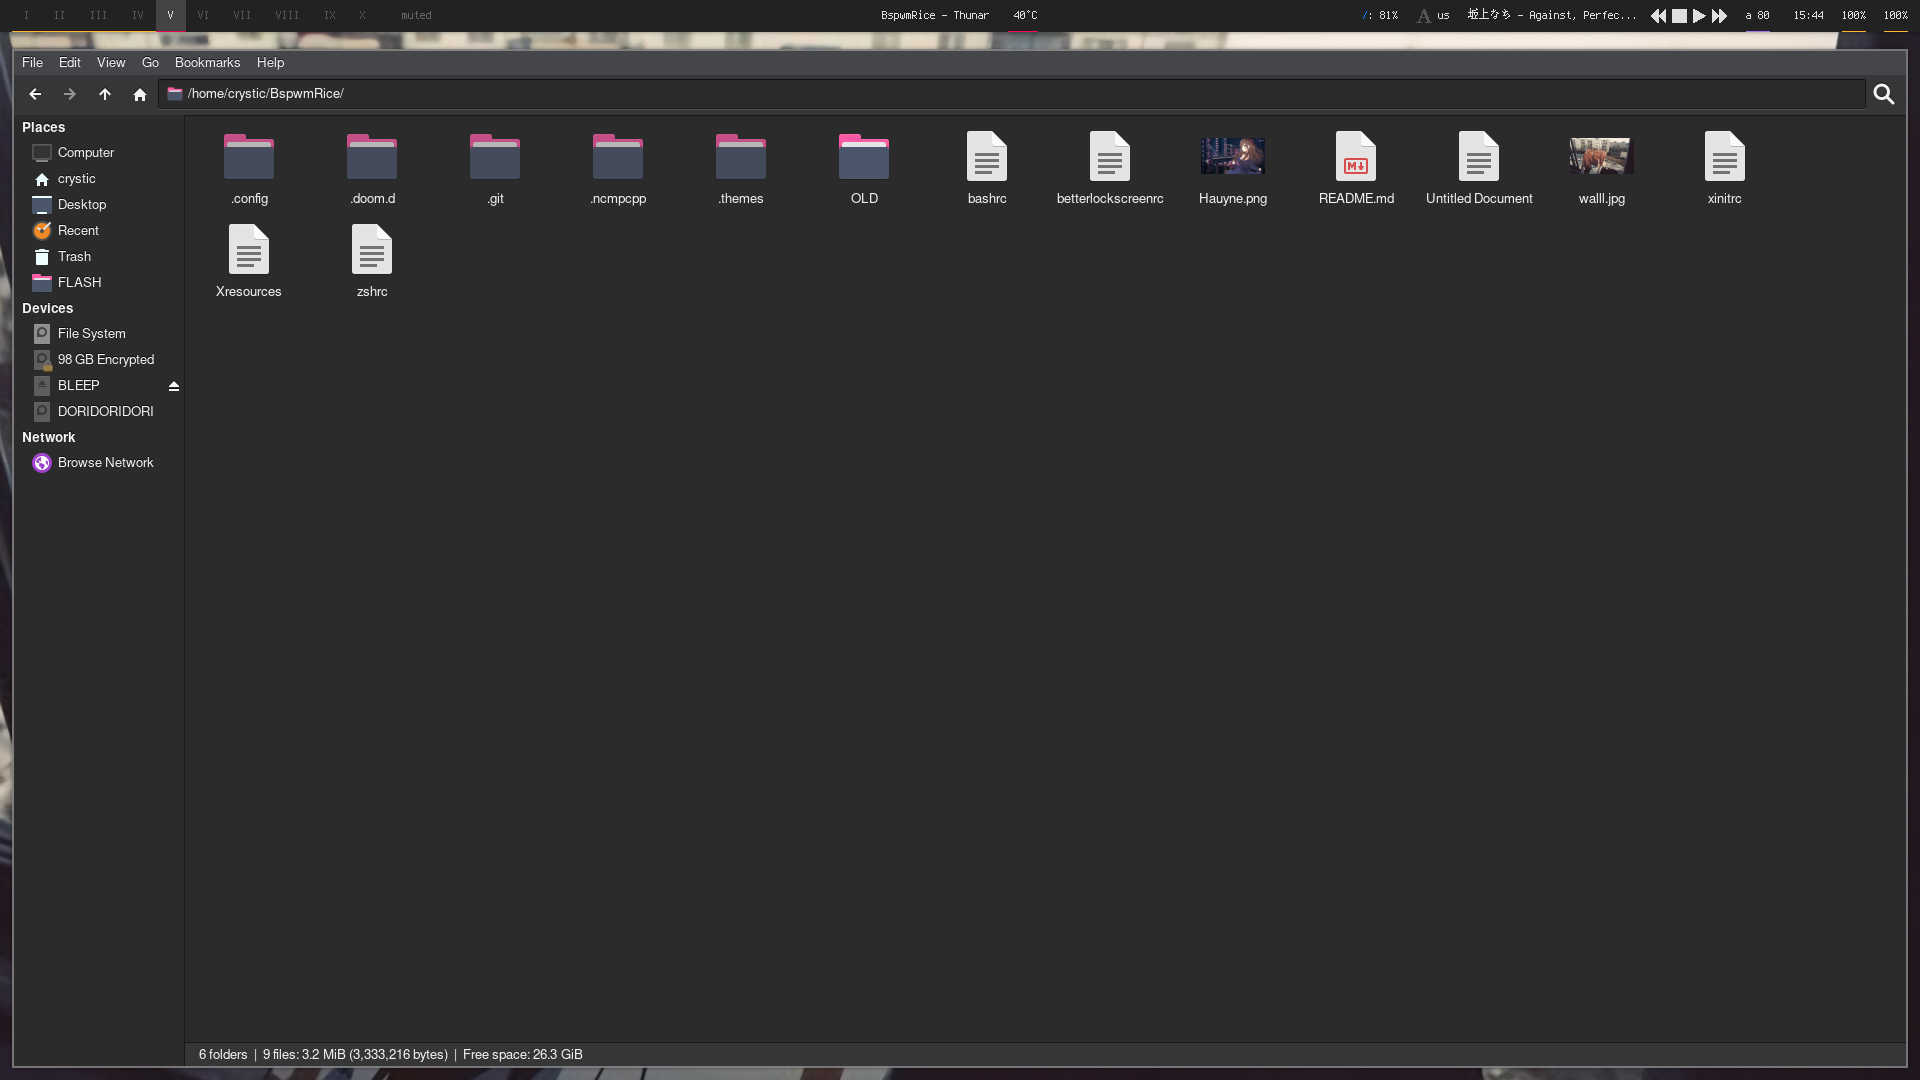 I II III IV V VI VII VIII IX X muted BspwmRice - Thunar 40°C /: 81% A us 坂上なち - Against, Perfec... a 80 15:44 100% 100%
File Edit View Go Bookmarks Help
/home/crystic/BspwmRice/
Places
Computer
crystic
Desktop
Recent
Trash
FLASH
Devices
File System
98 GB Encrypted
BLEEP
DORIDORIDORI
Network
Browse Network
.config .doom.d .git .ncmpcpp .themes OLD bashrc betterlockscreenrc Hauyne.png README.md Untitled Document walll.jpg xinitrc
Xresources zshrc
6 folders | 9 files: 3.2 MiB (3,333,216 bytes) | Free space: 26.3 GiB